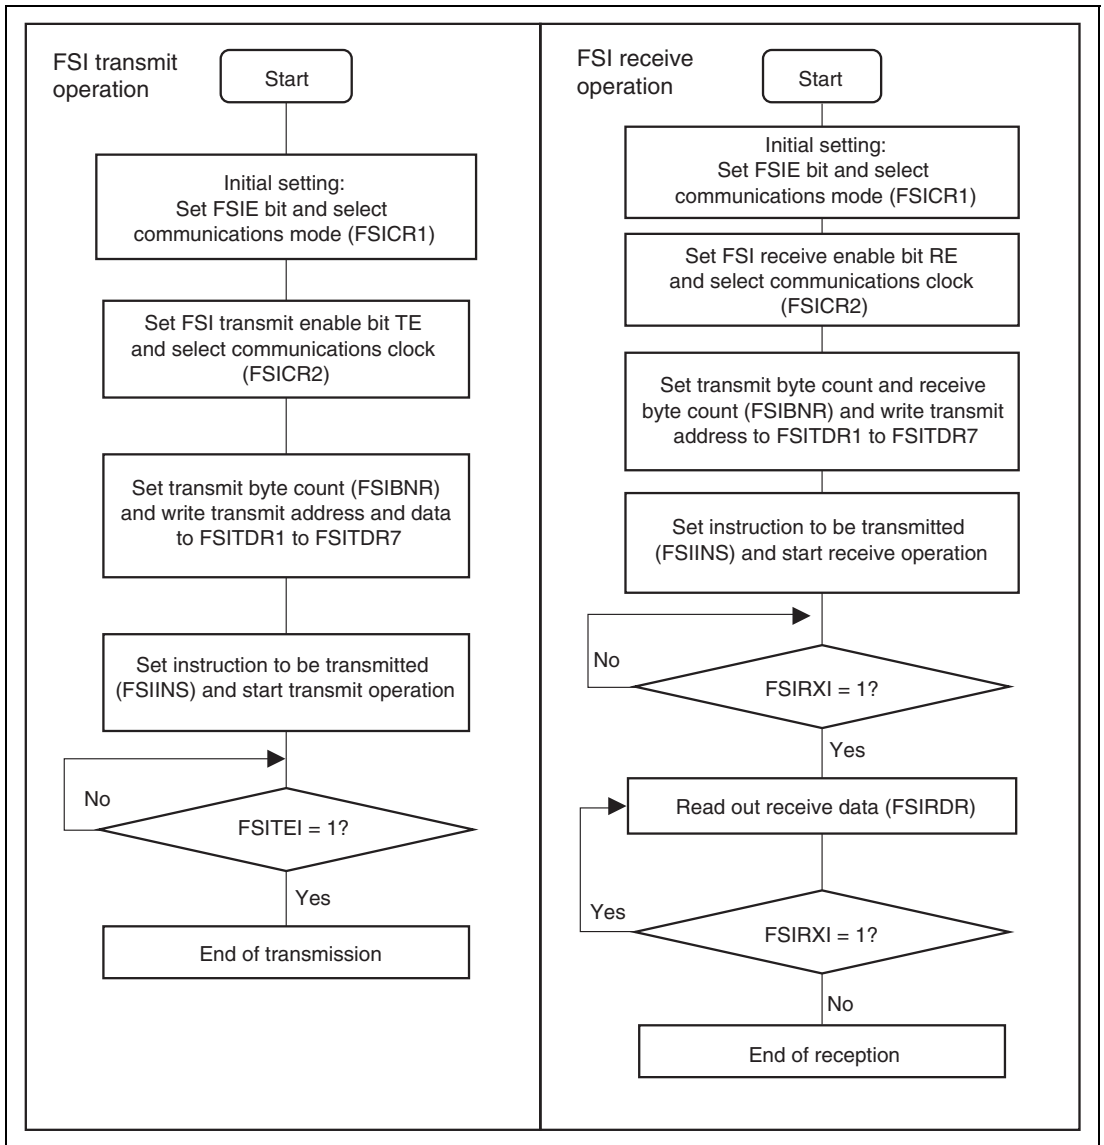 FSI transmit
operation
Start
Initial setting:
Set FSIE bit and select
communications mode (FSICR1)
Set FSI transmit enable bit TE
and select communications clock
(FSICR2)
Set transmit byte count (FSIBNR)
and write transmit address and data
to FSITDR1 to FSITDR7
Set instruction to be transmitted
(FSIINS) and start transmit operation
No
FSITEI = 1?
Yes
End of transmission
FSI receive
operation
Start
Initial setting:
Set FSIE bit and select
communications mode (FSICR1)
Set FSI receive enable bit RE
and select communications clock
(FSICR2)
Set transmit byte count and receive
byte count (FSIBNR) and write transmit
address to FSITDR1 to FSITDR7
Set instruction to be transmitted
(FSIINS) and start receive operation
No
FSIRXI = 1?
Yes
Read out receive data (FSIRDR)
Yes
FSIRXI = 1?
No
End of reception